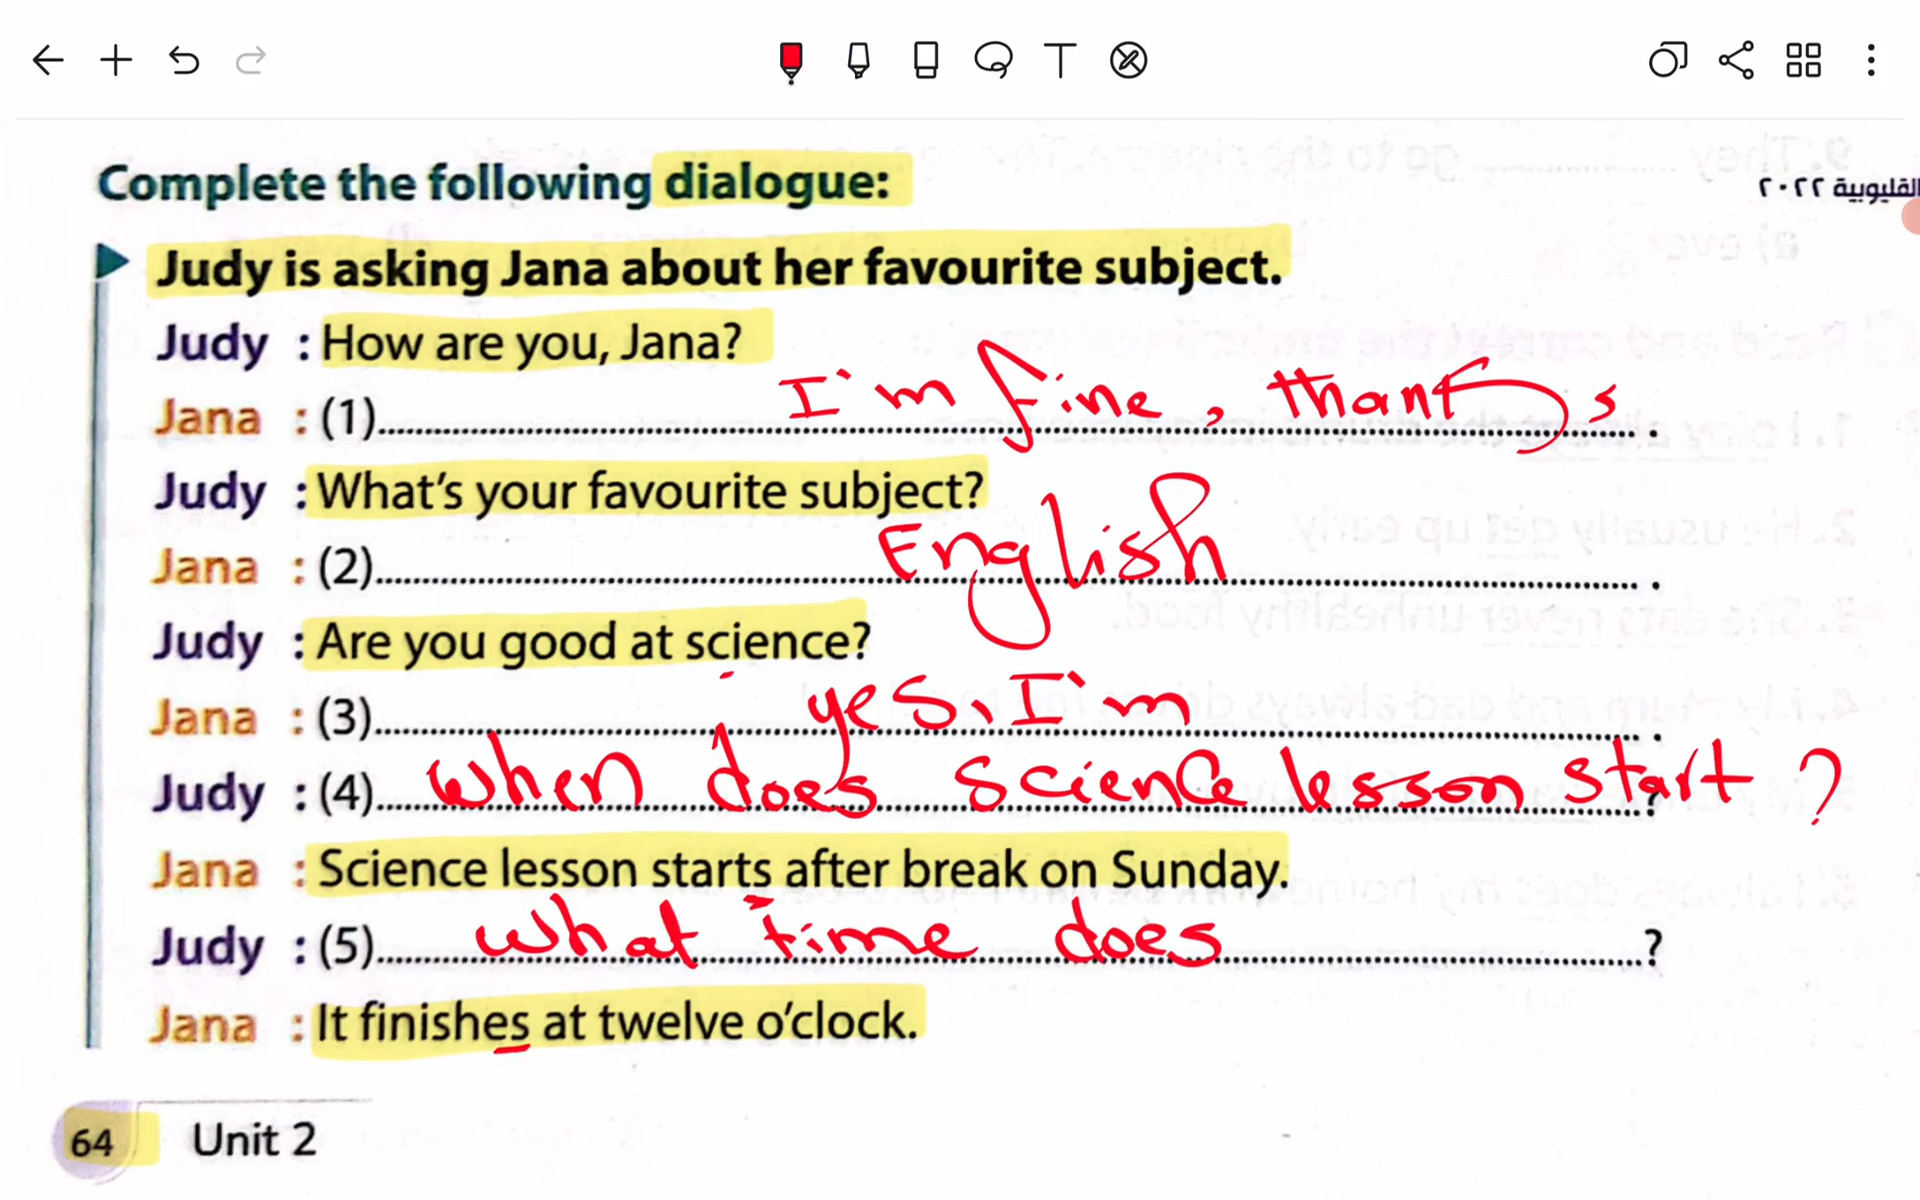 Complete the following dialogue:
القليوبية ٢٠٢٢
Judy is asking Jana about her favourite subject.
Judy : How are you, Jana?
Jana : (1) I'm fine, thanks .
Judy : What's your favourite subject?
Jana : (2) English .
Judy : Are you good at science?
Jana : (3) yes, I'm .
Judy : (4) when does science lesson start ?
Jana : Science lesson starts after break on Sunday.
Judy : (5) what time does ?
Jana : It finishes at twelve o'clock.
64 Unit 2